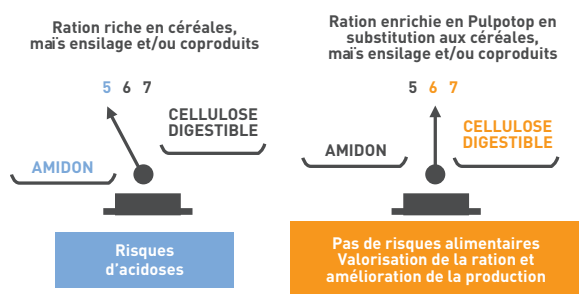 Ration riche en céréales,
maïs ensilage et/ou coproduits
5 6 7
CELLULOSE
DIGESTIBLE
AMIDON
Risques
d'acidoses
Ration enrichie en Pulpotop en
substitution aux céréales,
maïs ensilage et/ou coproduits
5 6 7
CELLULOSE
DIGESTIBLE
AMIDON
Pas de risques alimentaires
Valorisation de la ration et
amélioration de la production